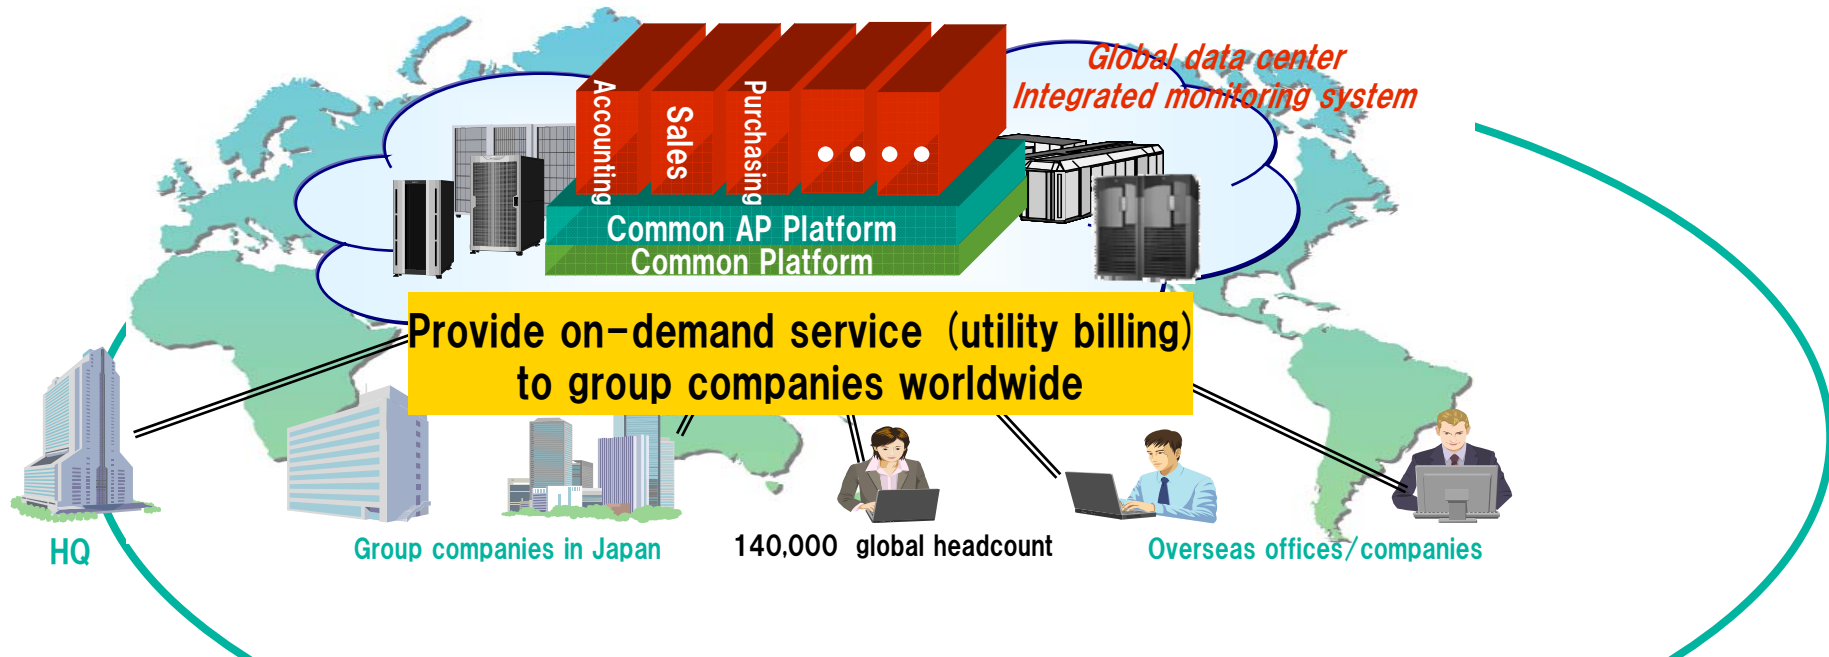 Global data center
Integrated monitoring system
Accounting
Sales
Purchasing
Common AP Platform
Common Platform
Provide on-demand service (utility billing)
to group companies worldwide
HQ
Group companies in Japan
140,000 global headcount
Overseas offices/companies